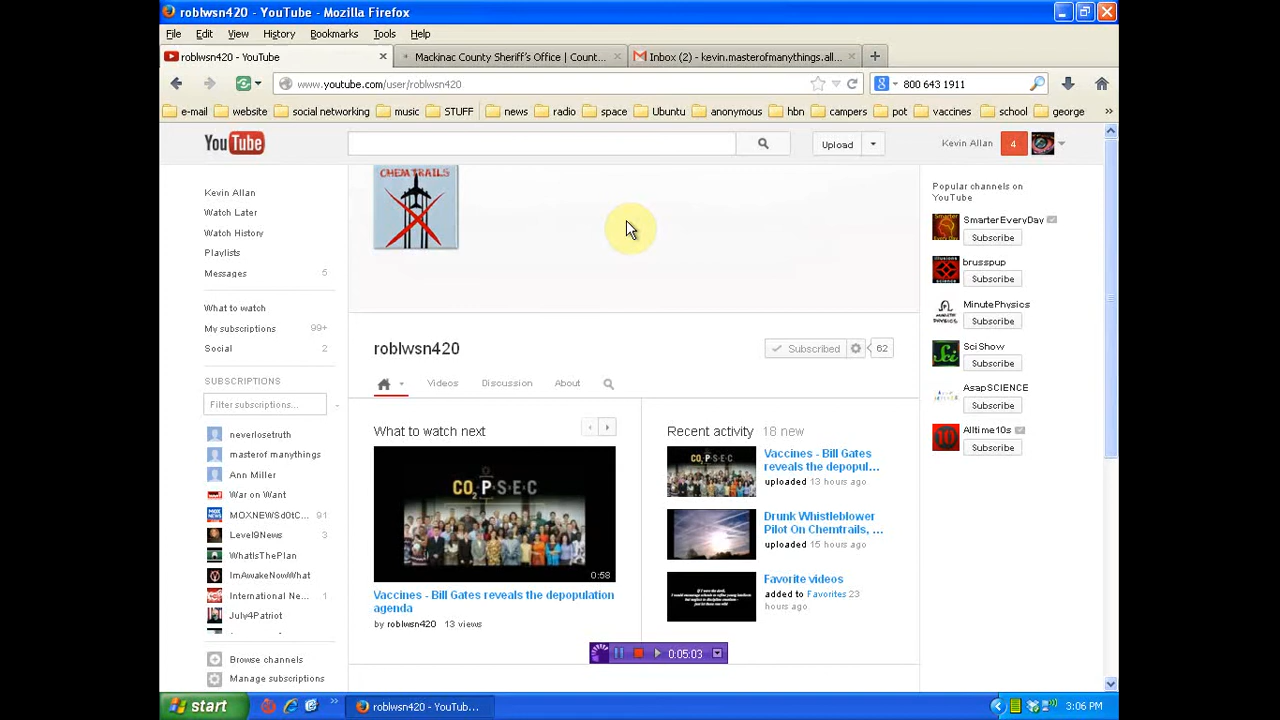 roblwsn420 - YouTube - Mozilla Firefox
File Edit View History Bookmarks Tools Help
roblwsn420 - YouTube
Mackinac County Sheriff's Office | Count...
Inbox (2) - kevin.masterofmanythings.all...
www.youtube.com/user/roblwsn420
800 643 1911
e-mail website social networking music STUFF news radio space Ubuntu anonymous hbn campers pot vaccines school george »
YouTube
Upload
Kevin Allan 4
Kevin Allan
Watch Later
Watch History
Playlists
Messages 5
What to watch
My subscriptions 99+
Social 2
SUBSCRIPTIONS
Filter subscriptions...
neverlosetruth
masterof manythings
Ann Miller
War on Want
MOXNEWSd0tC... 91
Level9News 3
WhatIsThePlan
ImAwakeNowWhat
International Ne... 1
July4Patriot
Browse channels
Manage subscriptions
CHEMTRAILS
roblwsn420
Subscribed 62
Videos Discussion About
What to watch next
CO2PSEC
0:58
Vaccines - Bill Gates reveals the depopulation
agenda
by roblwsn420 13 views
Recent activity 18 new
Vaccines - Bill Gates
reveals the depopul...
uploaded 13 hours ago
Drunk Whistleblower
Pilot On Chemtrails, ...
uploaded 15 hours ago
Favorite videos
added to Favorites 23
hours ago
Popular channels on
YouTube
SmarterEveryDay
Subscribe
brusspup
Subscribe
MinutePhysics
Subscribe
SciShow
Subscribe
AsapSCIENCE
Subscribe
Alltime10s
Subscribe
0:05:03
start
roblwsn420 - YouTub...
3:06 PM